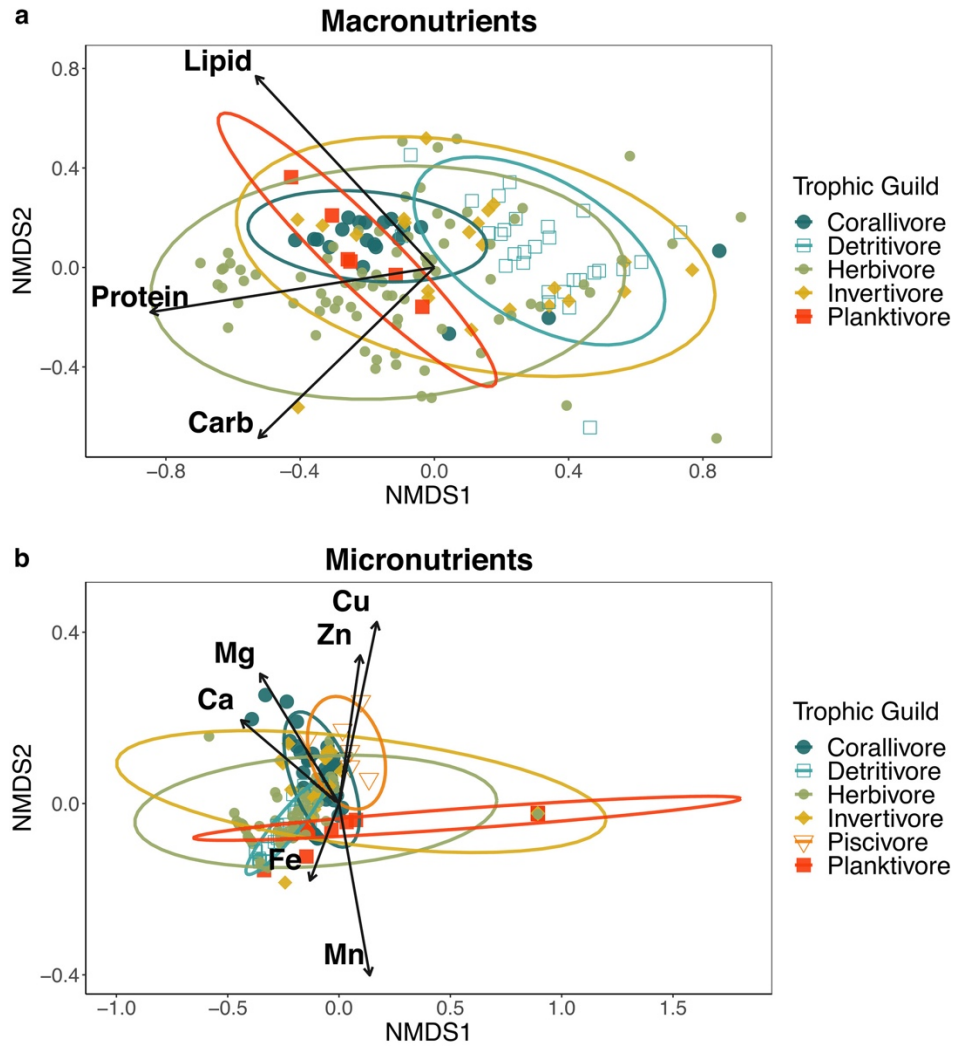 a
Macronutrients
0.8
0.4
0.0
−0.4
NMDS2
Lipid
Protein
Carb
−0.8
−0.4
0.0
0.4
0.8
NMDS1
Trophic Guild
Corallivore
Detritivore
Herbivore
Invertivore
Planktivore
b
Micronutrients
0.4
0.0
−0.4
NMDS2
Cu
Zn
Mg
Ca
Fe
Mn
−1.0
−0.5
0.0
0.5
1.0
1.5
NMDS1
Trophic Guild
Corallivore
Detritivore
Herbivore
Invertivore
Piscivore
Planktivore